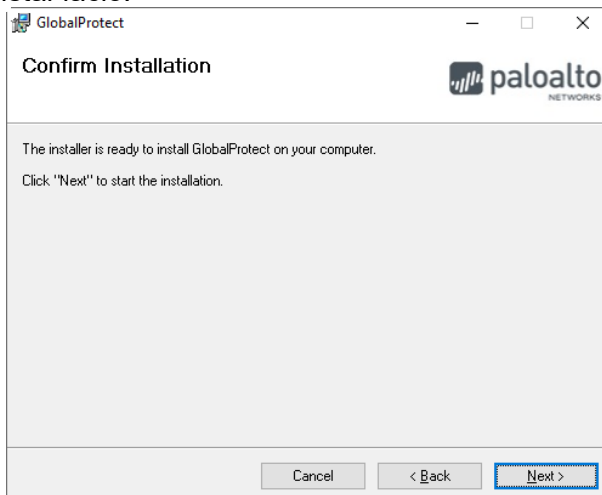 GlobalProtect
Confirm Installation
paloalto
NETWORKS
The installer is ready to install GlobalProtect on your computer.
Click "Next" to start the installation.
Cancel
< Back
Next >